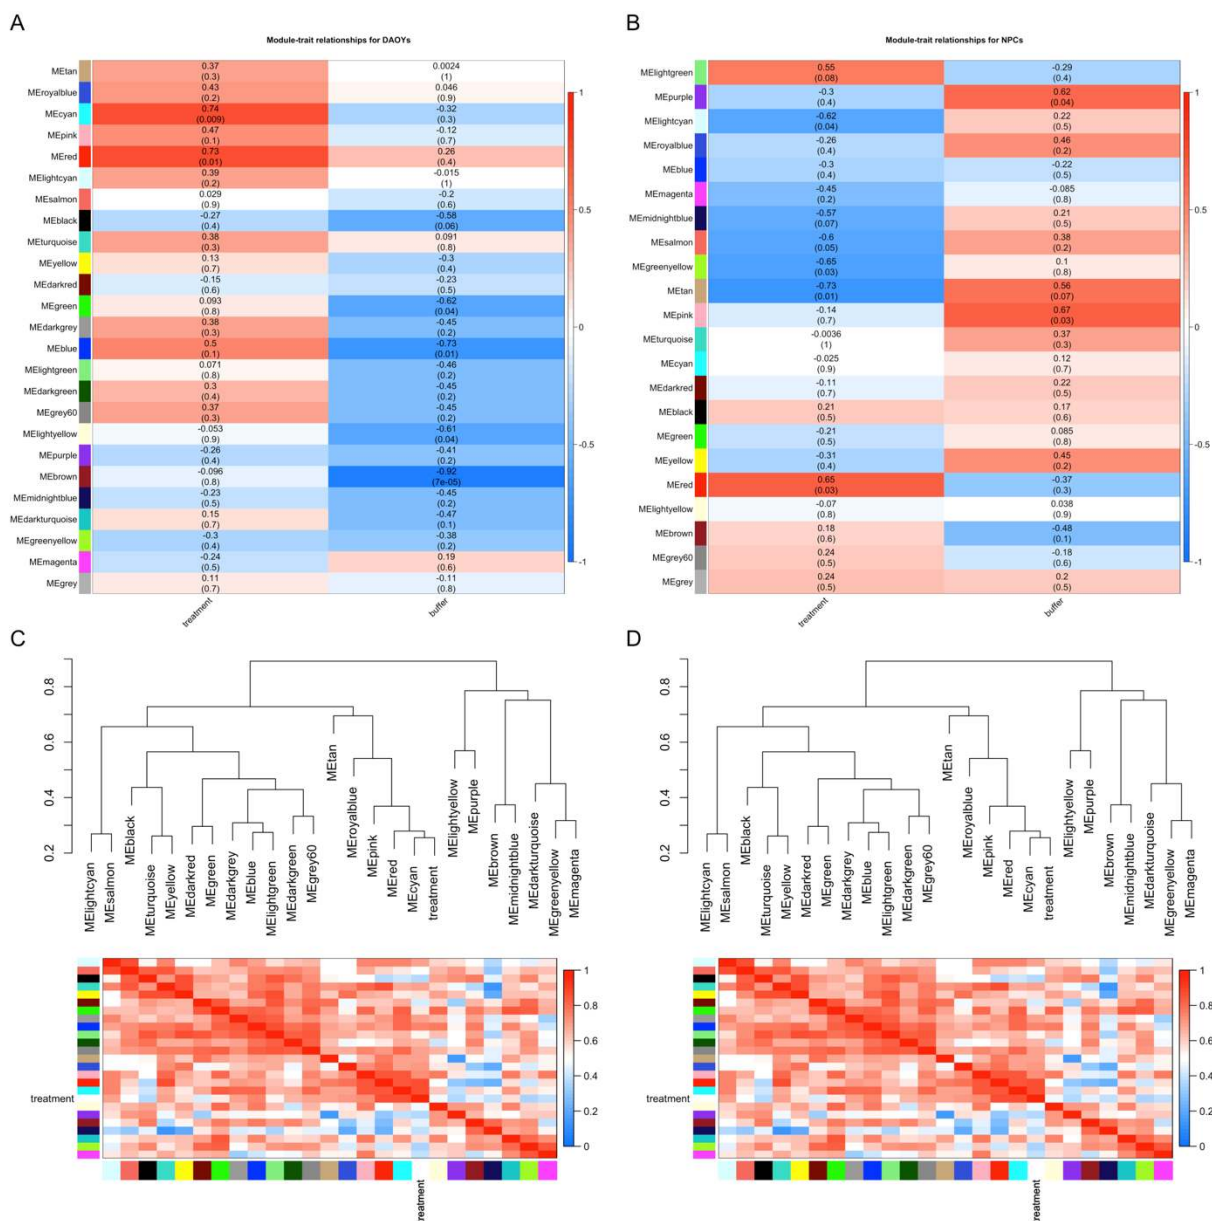 A
Module-trait relationships for DAOYs
MEtan 0.37 (0.3) 0.0024 (1)
MEroyalblue 0.43 (0.2) 0.046 (0.9)
MEcyan 0.74 (0.009) -0.32 (0.3)
MEpink 0.47 (0.1) -0.12 (0.7)
MEred 0.73 (0.01) 0.26 (0.4)
MElightcyan 0.39 (0.2) -0.015 (1)
MEsalmon 0.029 (0.9) -0.2 (0.6)
MEblack -0.27 (0.4) -0.58 (0.06)
MEturquoise 0.38 (0.3) 0.091 (0.8)
MEyellow 0.13 (0.7) -0.3 (0.4)
MEdarkred -0.15 (0.6) -0.23 (0.5)
MEgreen 0.093 (0.8) -0.62 (0.04)
MEdarkgrey 0.38 (0.3) -0.45 (0.2)
MEblue 0.5 (0.1) -0.73 (0.01)
MElightgreen 0.071 (0.8) -0.46 (0.2)
MEdarkgreen 0.3 (0.4) -0.45 (0.2)
MEgrey60 0.37 (0.3) -0.45 (0.2)
MElightyellow -0.053 (0.9) -0.61 (0.04)
MEpurple -0.26 (0.4) -0.41 (0.2)
MEbrown -0.096 (0.8) -0.92 (7e-05)
MEmidnightblue -0.23 (0.5) -0.45 (0.2)
MEdarkturquoise 0.15 (0.7) -0.47 (0.1)
MEgreenyellow -0.3 (0.4) -0.38 (0.2)
MEmagenta -0.24 (0.5) 0.19 (0.6)
MEgrey 0.11 (0.7) -0.11 (0.8)
treatment buffer
1
0.5
0
-0.5
-1
B
Module-trait relationships for NPCs
MElightgreen 0.55 (0.08) -0.29 (0.4)
MEpurple -0.3 (0.4) 0.62 (0.04)
MElightcyan -0.62 (0.04) 0.22 (0.5)
MEroyalblue -0.26 (0.4) 0.46 (0.2)
MEblue -0.3 (0.4) -0.22 (0.5)
MEmagenta -0.45 (0.2) -0.085 (0.8)
MEmidnightblue -0.57 (0.07) 0.21 (0.5)
MEsalmon -0.6 (0.05) 0.38 (0.2)
MEgreenyellow -0.65 (0.03) 0.1 (0.8)
MEtan -0.73 (0.01) 0.56 (0.07)
MEpink -0.14 (0.7) 0.67 (0.03)
MEturquoise -0.0036 (1) 0.37 (0.3)
MEcyan -0.025 (0.9) 0.12 (0.7)
MEdarkred -0.11 (0.7) 0.22 (0.5)
MEblack 0.21 (0.5) 0.17 (0.6)
MEgreen -0.21 (0.5) 0.085 (0.8)
MEyellow -0.31 (0.4) 0.45 (0.2)
MEred 0.65 (0.03) -0.37 (0.3)
MElightyellow -0.07 (0.8) 0.038 (0.9)
MEbrown 0.18 (0.6) -0.48 (0.1)
MEgrey60 0.24 (0.5) -0.18 (0.6)
MEgrey 0.24 (0.5) 0.2 (0.5)
treatment buffer
1
0.5
0
-0.5
-1
C
0.8
0.6
0.4
0.2
MElightcyan
MEsalmon
MEblack
MEturquoise
MEyellow
MEdarkred
MEgreen
MEdarkgrey
MEblue
MElightgreen
MEdarkgreen
MEgrey60
MEtan
MEroyalblue
MEpink
MEred
MEcyan
treatment
MElightyellow
MEpurple
MEbrown
MEmidnightblue
MEdarkturquoise
MEgreenyellow
MEmagenta
treatment
1
0.8
0.6
0.4
0.2
0
treatment
D
0.8
0.6
0.4
0.2
MElightcyan
MEsalmon
MEblack
MEturquoise
MEyellow
MEdarkred
MEgreen
MEdarkgrey
MEblue
MElightgreen
MEdarkgreen
MEgrey60
MEtan
MEroyalblue
MEpink
MEred
MEcyan
treatment
MElightyellow
MEpurple
MEbrown
MEmidnightblue
MEdarkturquoise
MEgreenyellow
MEmagenta
treatment
1
0.8
0.6
0.4
0.2
0
treatment